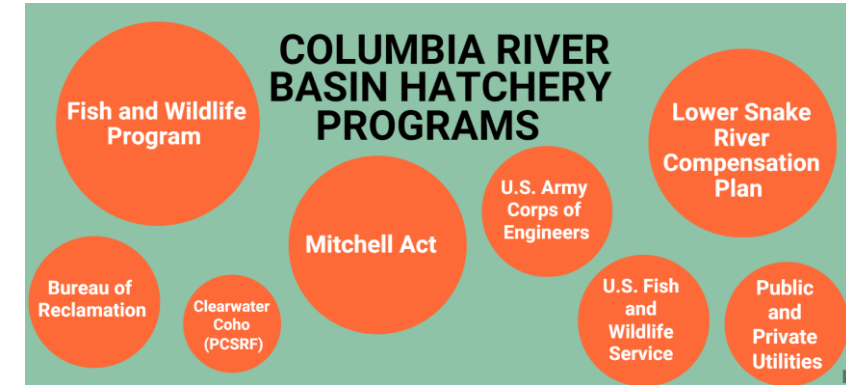 COLUMBIA RIVER
BASIN HATCHERY
PROGRAMS
Fish and Wildlife
Program
Lower Snake
River
Compensation
Plan
Mitchell Act
U.S. Army
Corps of
Engineers
Bureau of
Reclamation
Clearwater
Coho
(PCSRF)
U.S. Fish
and
Wildlife
Service
Public
and
Private
Utilities